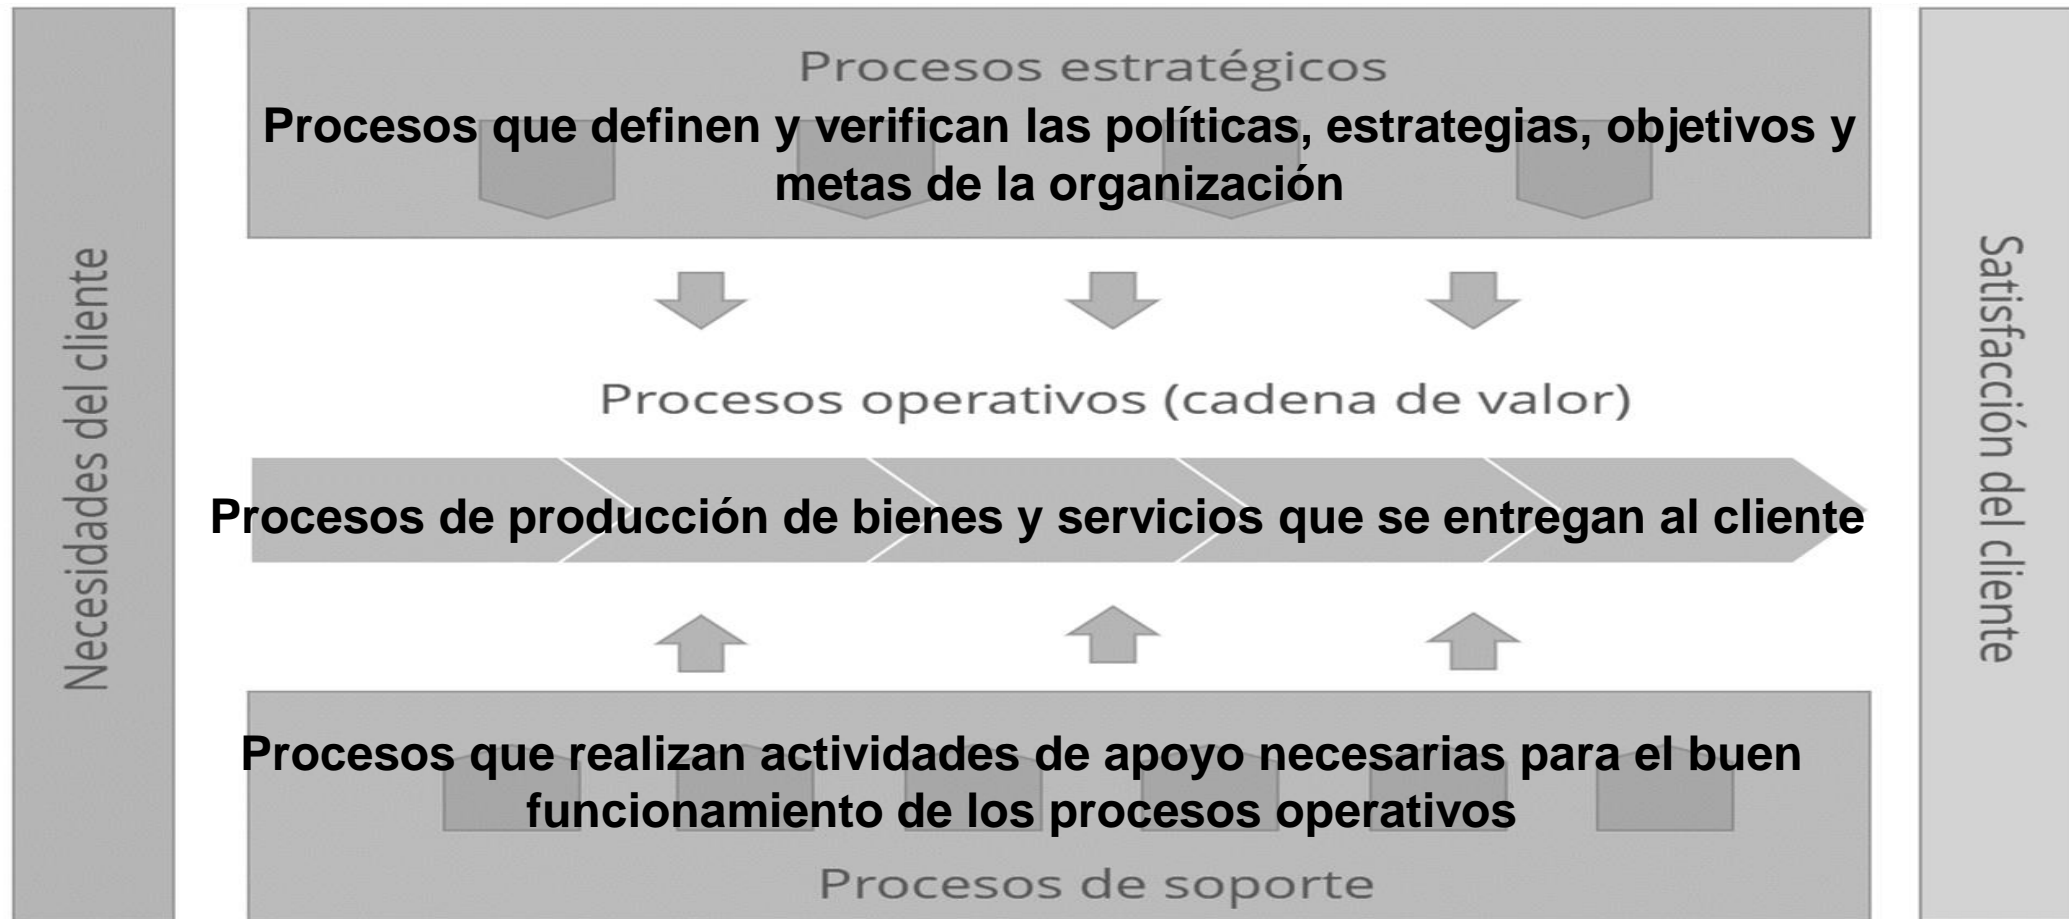 Necesidades del cliente
Procesos estratégicos
Procesos que definen y verifican las políticas, estrategias, objetivos y
metas de la organización
Procesos operativos (cadena de valor)
Procesos de producción de bienes y servicios que se entregan al cliente
Procesos que realizan actividades de apoyo necesarias para el buen
funcionamiento de los procesos operativos
Procesos de soporte
Satisfacción del cliente